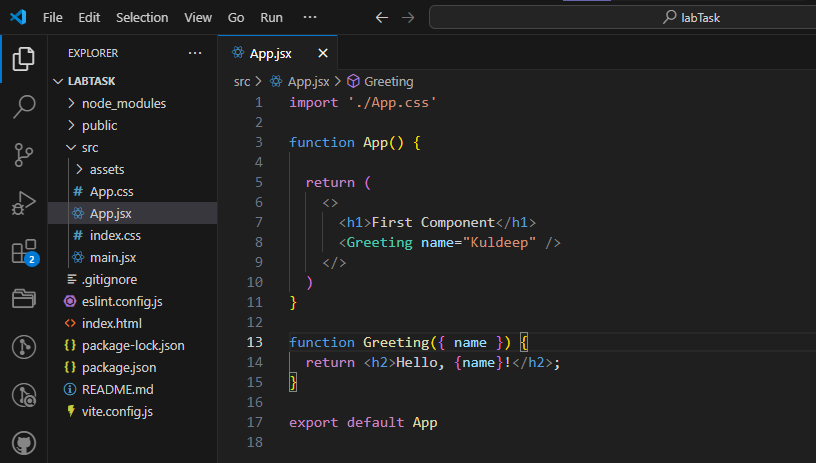 File Edit Selection View Go Run ··· labTask
EXPLORER ···
LABTASK
node_modules
public
src
assets
# App.css
App.jsx
# index.css
main.jsx
.gitignore
eslint.config.js
<> index.html
{} package-lock.json
{} package.json
README.md
vite.config.js
2
App.jsx ×
src > App.jsx > Greeting
1 import './App.css'
2
3 function App() {
4
5   return (
6     <>
7       <h1>First Component</h1>
8       <Greeting name="Kuldeep" />
9     </>
10   )
11 }
12
13 function Greeting({ name }) {
14   return <h2>Hello, {name}!</h2>;
15 }
16
17 export default App
18